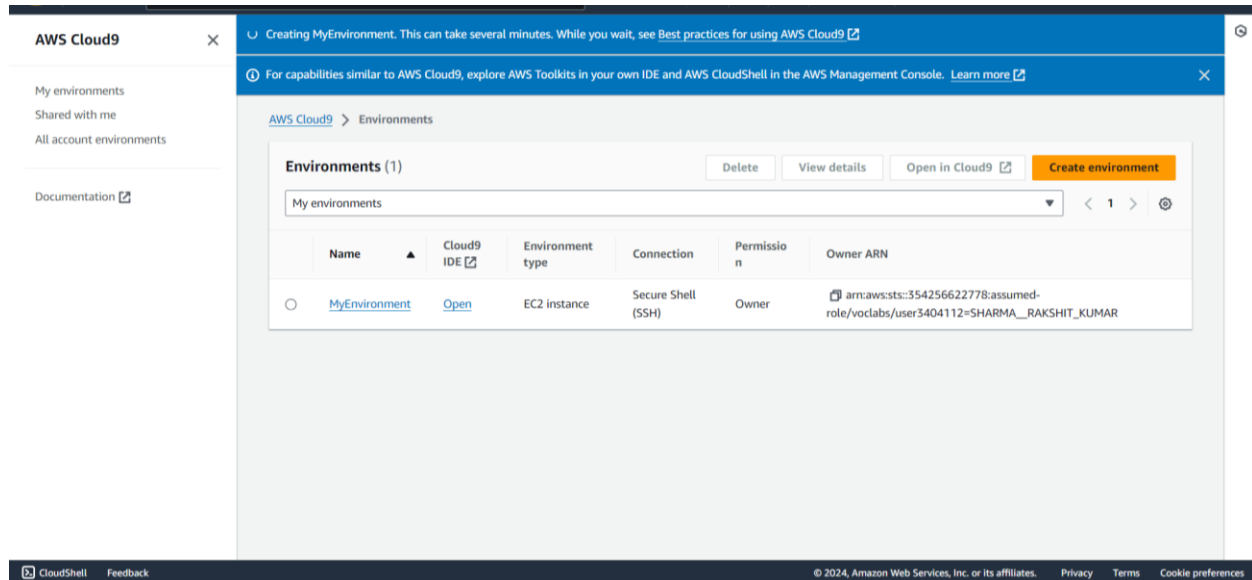 AWS Cloud9
My environments
Shared with me
All account environments
Documentation
Creating MyEnvironment. This can take several minutes. While you wait, see Best practices for using AWS Cloud9
For capabilities similar to AWS Cloud9, explore AWS Toolkits in your own IDE and AWS CloudShell in the AWS Management Console. Learn more
AWS Cloud9 > Environments
Environments (1)
Delete
View details
Open in Cloud9
Create environment
My environments
1
Name
Cloud9
IDE
Environment
type
Connection
Permissio
n
Owner ARN
MyEnvironment
Open
EC2 instance
Secure Shell
(SSH)
Owner
arn:aws:sts::354256622778:assumed-
role/voclabs/user3404112=SHARMA__RAKSHIT_KUMAR
CloudShell Feedback
© 2024, Amazon Web Services, Inc. or its affiliates. Privacy Terms Cookie preferences